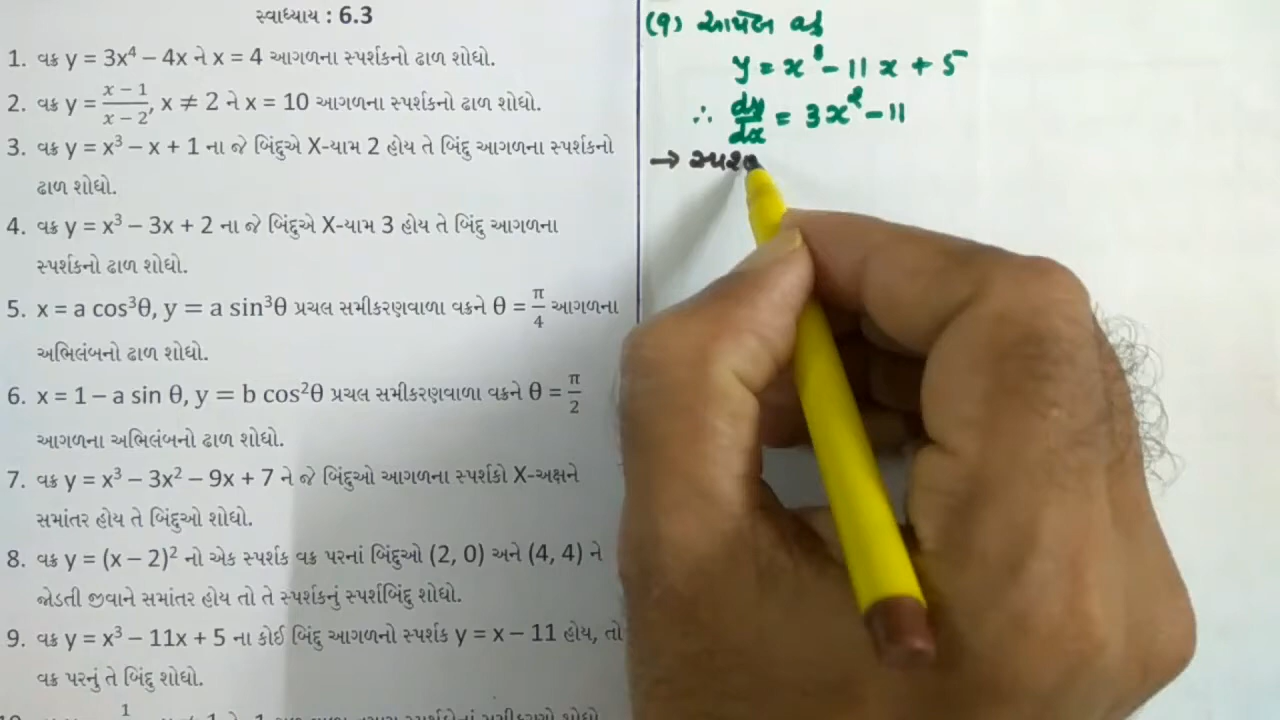 સ્વાધ્યાય : 6.3
1. વક્ર y = 3x⁴ – 4x ને x = 4 આગળના સ્પર્શકનો ઢાળ શોધો.
2. વક્ર y = (x – 1)/(x – 2), x ≠ 2 ને x = 10 આગળના સ્પર્શકનો ઢાળ શોધો.
3. વક્ર y = x³ – x + 1 ના જે બિંદુએ X-યામ 2 હોય તે બિંદુ આગળના સ્પર્શકનો
ઢાળ શોધો.
4. વક્ર y = x³ – 3x + 2 ના જે બિંદુએ X-યામ 3 હોય તે બિંદુ આગળના
સ્પર્શકનો ઢાળ શોધો.
5. x = a cos³θ, y = a sin³θ પ્રચલ સમીકરણવાળા વક્રને θ = π/4 આગળના
અભિલંબનો ઢાળ શોધો.
6. x = 1 – a sin θ, y = b cos²θ પ્રચલ સમીકરણવાળા વક્રને θ = π/2
આગળના અભિલંબનો ઢાળ શોધો.
7. વક્ર y = x³ – 3x² – 9x + 7 ને જે બિંદુઓ આગળના સ્પર્શકો X-અક્ષને
સમાંતર હોય તે બિંદુઓ શોધો.
8. વક્ર y = (x – 2)² નો એક સ્પર્શક વક્ર પરનાં બિંદુઓ (2, 0) અને (4, 4) ને
જોડતી જીવાને સમાંતર હોય તો તે સ્પર્શકનું સ્પર્શબિંદુ શોધો.
9. વક્ર y = x³ – 11x + 5 ના કોઈ બિંદુ આગળનો સ્પર્શક y = x – 11 હોય, તો
વક્ર પરનું તે બિંદુ શોધો.
(૧) આપેલ વક્ર
y = x³ – 11x + 5
∴ dy/dx = 3x² – 11
→